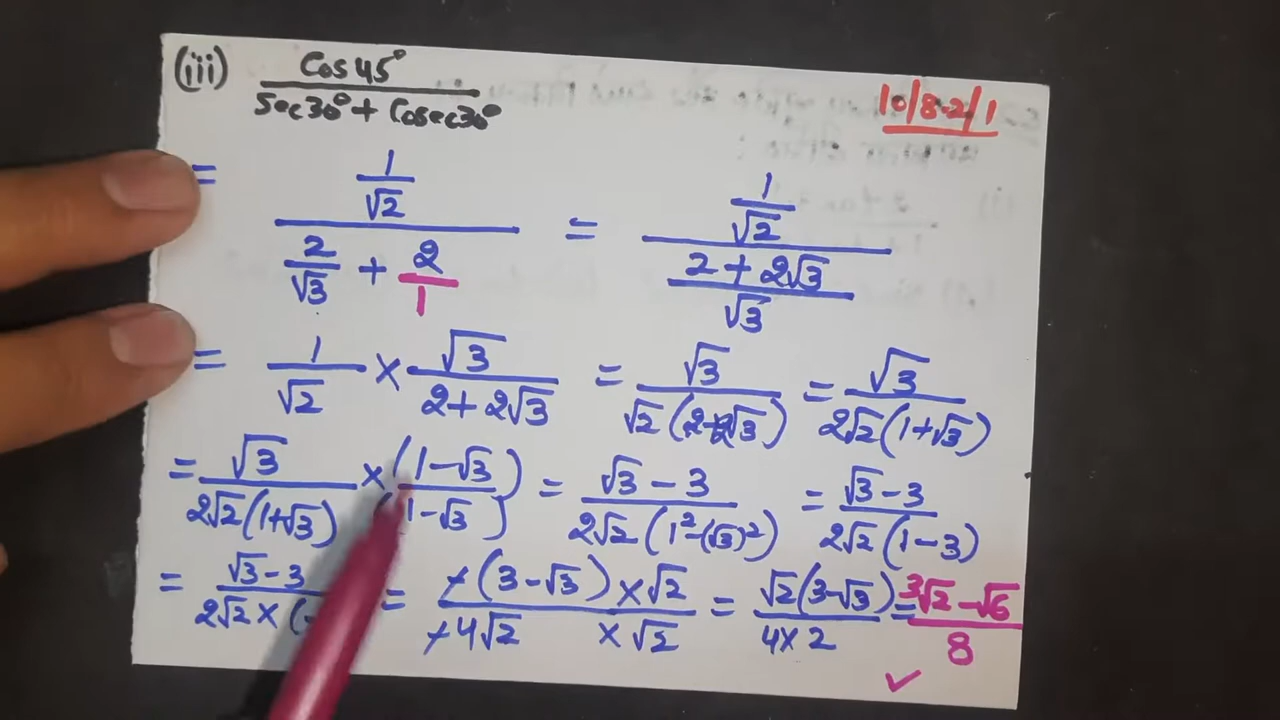 (iii) Cos45° / Sec30° + Cosec30°
10/8.2/1
= (1/√2) / (2/√3 + 2/1) = (1/√2) / ((2+2√3)/√3)
= 1/√2 × √3/(2+2√3) = √3/(√2(2+2√3)) = √3/(2√2(1+√3))
= √3/(2√2(1+√3)) × (1-√3)/(1-√3) = (√3-3)/(2√2(1²-(√3)²)) = (√3-3)/(2√2(1-3))
= (√3-3)/(2√2×( = -(3-√3)×√2 / -4√2 ×√2 = √2(3-√3)/(4×2) = (3√2-√6)/8